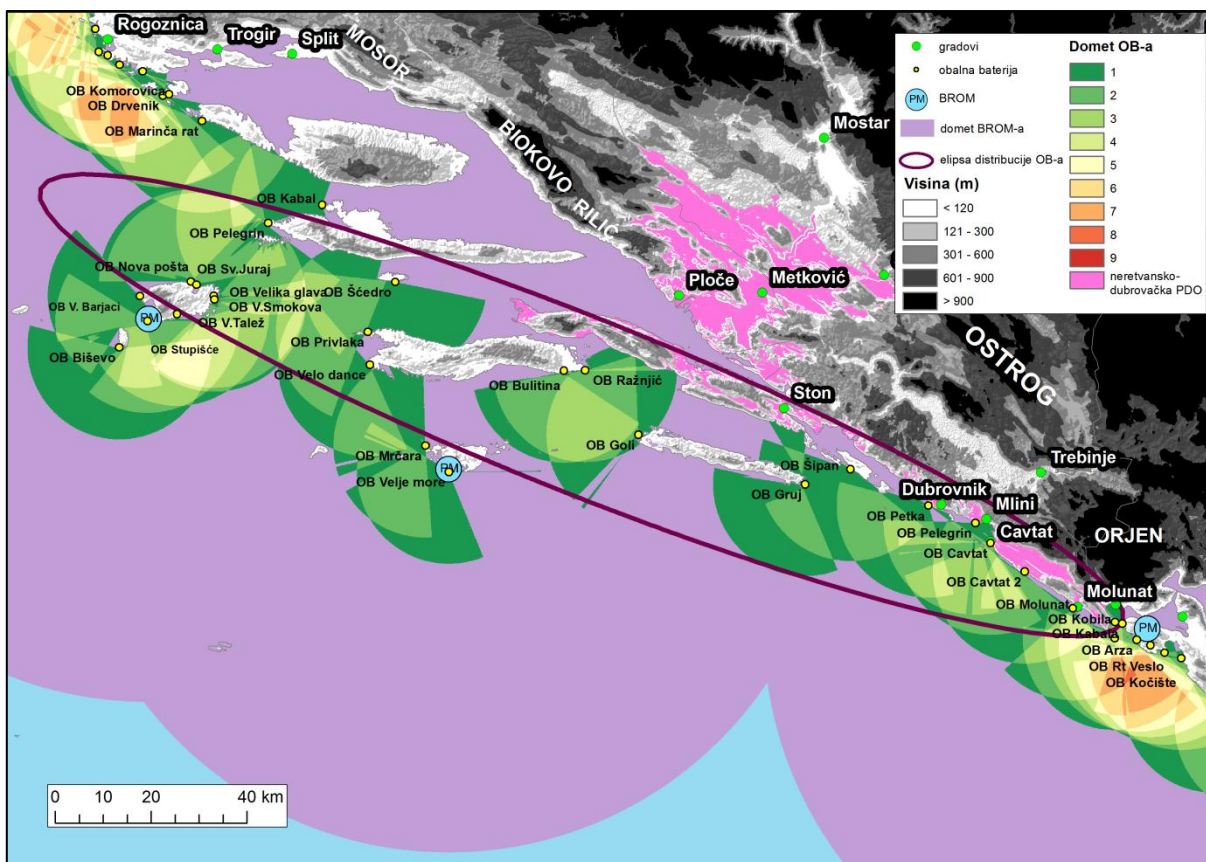 Rogoznica
Trogir
Split
MOSOR
OB Komorovica
OB Drvenik
OB Marinča rat
BIOKOVO
RILIĆ
Mostar
OB Kabal
OB Pelegrin
Ploče
Metković
OB Nova pošta
OB Sv.Juraj
OB Velika glava
OB Šćedro
OB V. Barjaci
OB V.Smokova
PM
OB V.Talež
OB Stupišće
OB Biševo
OB Privlaka
OB Velo dance
OB Bulitina
OB Ražnjić
OSTROG
Ston
OB Goli
OB Mrčara
PM
OB Velje more
OB Šipan
OB Gruj
Trebinje
Dubrovnik
OB Petka
Mlini
OB Pelegrin
Cavtat
OB Cavtat
ORJEN
OB Cavtat 2
OB Molunat
Molunat
OB Kobila
PM
OB Kabala
OB Arza
OB Rt Veslo
OB Kočište
gradovi
obalna baterija
PM
BROM
domet BROM-a
elipsa distribucije OB-a
Visina (m)
< 120
121 - 300
301 - 600
601 - 900
> 900
Domet OB-a
1
2
3
4
5
6
7
8
9
neretvansko-
dubrovačka PDO
0 10 20 40 km